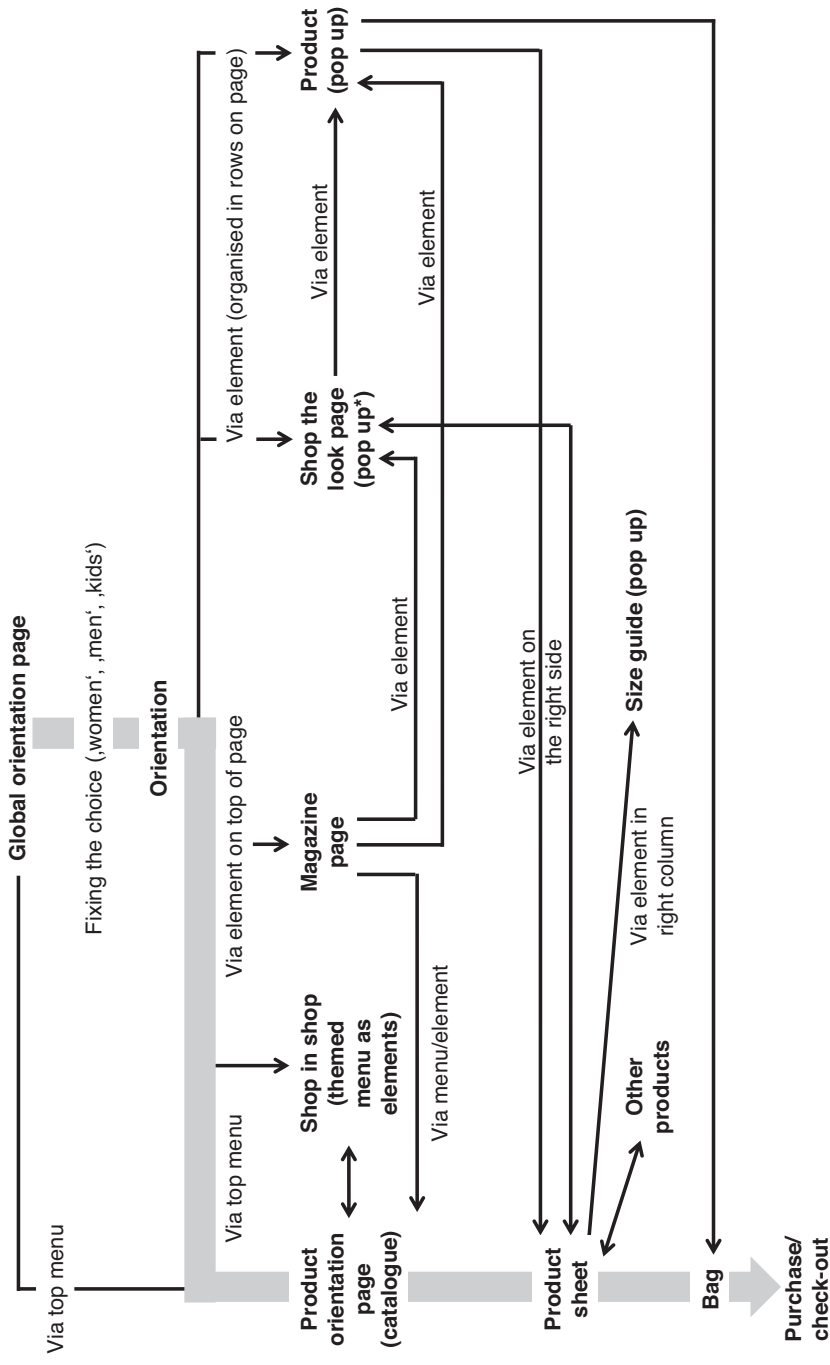 Global orientation page
Via top menu
Fixing the choice (‚women‘, ‚men‘, ‚kids‘)
Orientation
Via top menu
Via element on top of page
Via element (organised in rows on page)
Product
orientation
page
(catalogue)
Shop in shop
(themed
menu as
elements)
Magazine
page
Shop the
look page
(pop up*)
Product
(pop up)
Via element
Via menu/element
Via element
Via element
Via element on
the right side
Product
sheet
Other
products
Via element in
right column
Size guide (pop up)
Bag
Purchase/
check-out